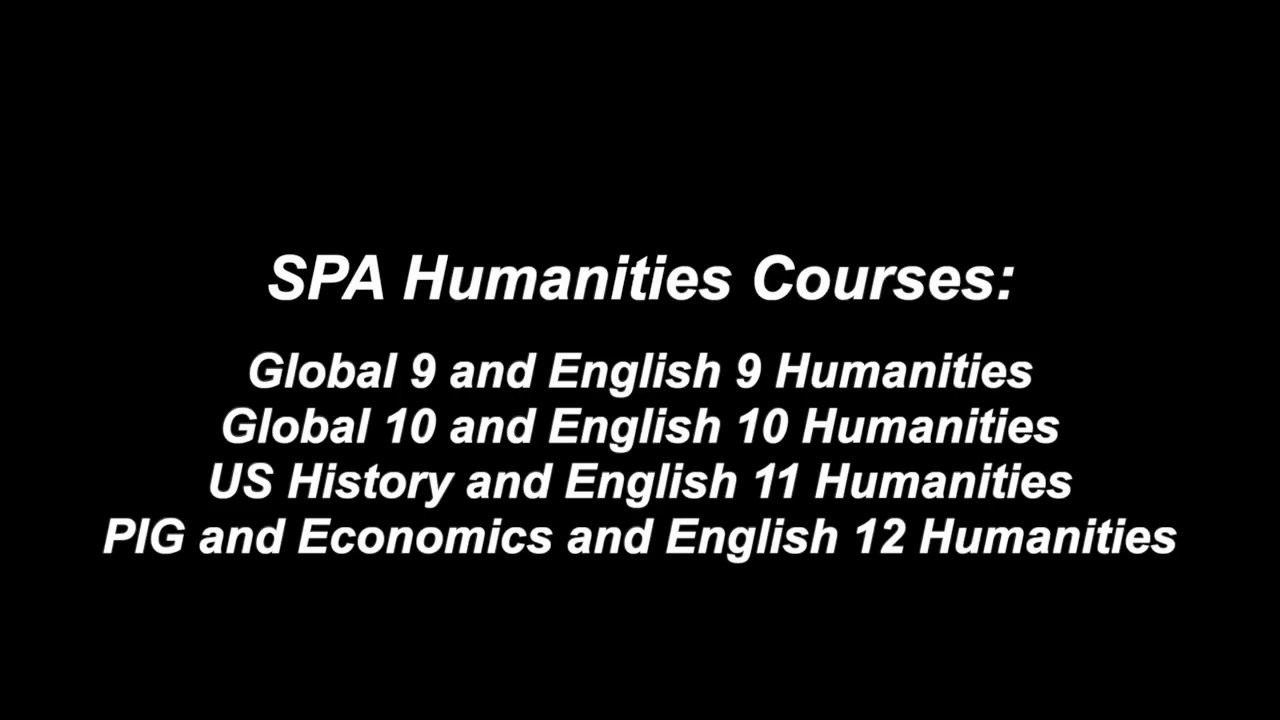 SPA Humanities Courses:
Global 9 and English 9 Humanities
Global 10 and English 10 Humanities
US History and English 11 Humanities
PIG and Economics and English 12 Humanities